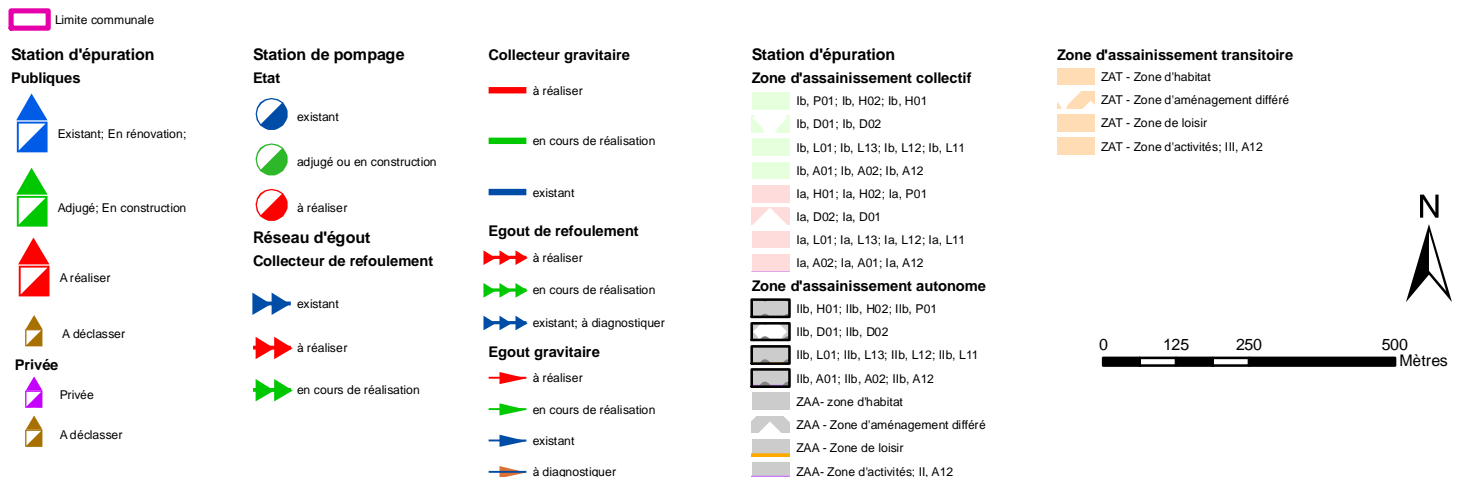 Limite communale
Station d'épuration
Publiques
Existant; En rénovation;
Adjugé; En construction
A réaliser
A déclasser
Privée
Privée
A déclasser
Station de pompage
Etat
existant
adjugé ou en construction
à réaliser
Réseau d'égout
Collecteur de refoulement
existant
à réaliser
en cours de réalisation
Collecteur gravitaire
à réaliser
en cours de réalisation
existant
Egout de refoulement
à réaliser
en cours de réalisation
existant; à diagnostiquer
Egout gravitaire
à réaliser
en cours de réalisation
existant
à diagnostiquer
Station d'épuration
Zone d'assainissement collectif
Ib, P01; Ib, H02; Ib, H01
Ib, D01; Ib, D02
Ib, L01; Ib, L13; Ib, L12; Ib, L11
Ib, A01; Ib, A02; Ib, A12
Ia, H01; Ia, H02; Ia, P01
Ia, D02; Ia, D01
Ia, L01; Ia, L13; Ia, L12; Ia, L11
Ia, A02; Ia, A01; Ia, A12
Zone d'assainissement autonome
IIb, H01; IIb, H02; IIb, P01
IIb, D01; IIb, D02
IIb, L01; IIb, L13; IIb, L12; IIb, L11
IIb, A01; IIb, A02; IIb, A12
ZAA- zone d'habitat
ZAA - Zone d'aménagement différé
ZAA - Zone de loisir
ZAA- Zone d'activités; II, A12
Zone d'assainissement transitoire
ZAT - Zone d'habitat
ZAT - Zone d'aménagement différé
ZAT - Zone de loisir
ZAT - Zone d'activités; III, A12
N
0 125 250 500
Mètres